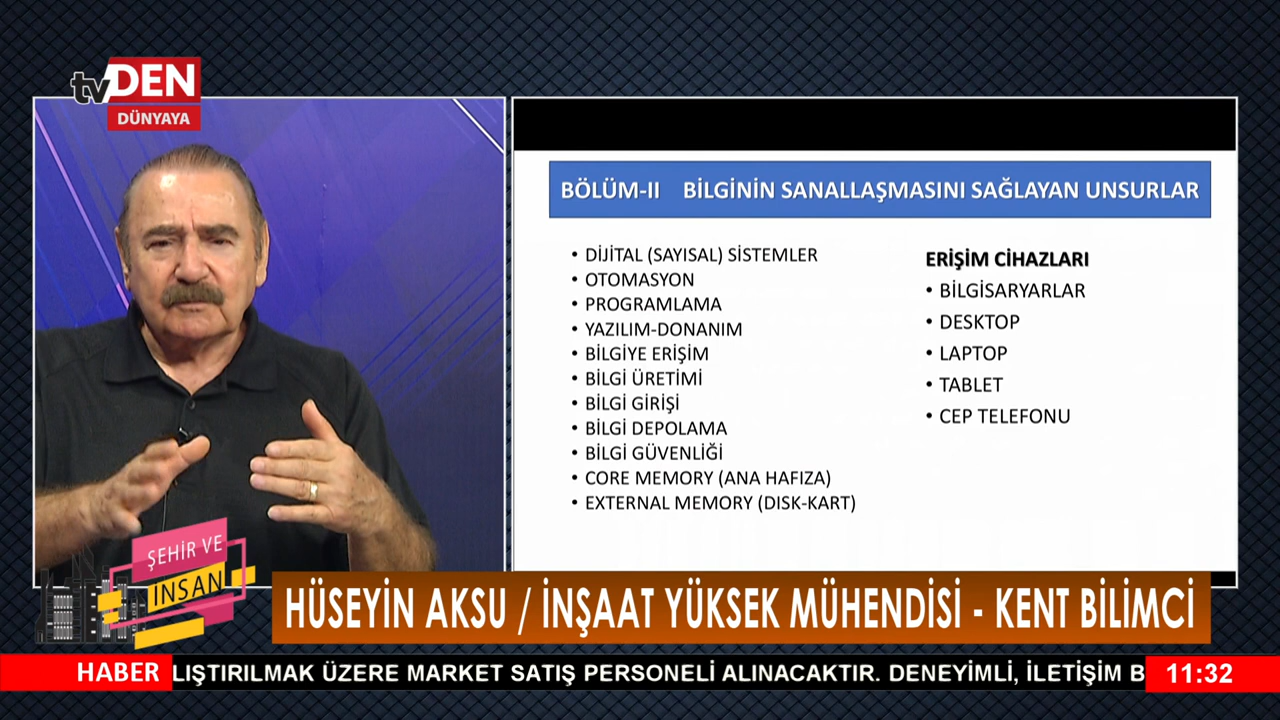 tvDEN
DÜNYAYA
BÖLÜM-II BİLGİNİN SANALLAŞMASINI SAĞLAYAN UNSURLAR
• DİJİTAL (SAYISAL) SİSTEMLER
• OTOMASYON
• PROGRAMLAMA
• YAZILIM-DONANIM
• BİLGİYE ERİŞİM
• BİLGİ ÜRETİMİ
• BİLGİ GİRİŞİ
• BİLGİ DEPOLAMA
• BİLGİ GÜVENLİĞİ
• CORE MEMORY (ANA HAFIZA)
• EXTERNAL MEMORY (DISK-KART)
ERİŞİM CİHAZLARI
• BİLGİSARYARLAR
• DESKTOP
• LAPTOP
• TABLET
• CEP TELEFONU
ŞEHİR VE
İNSAN
HÜSEYİN AKSU / İNŞAAT YÜKSEK MÜHENDİSİ - KENT BİLİMCİ
HABER LIŞTIRILMAK ÜZERE MARKET SATIŞ PERSONELİ ALINACAKTIR. DENEYİMLİ, İLETİŞİM B 11:32